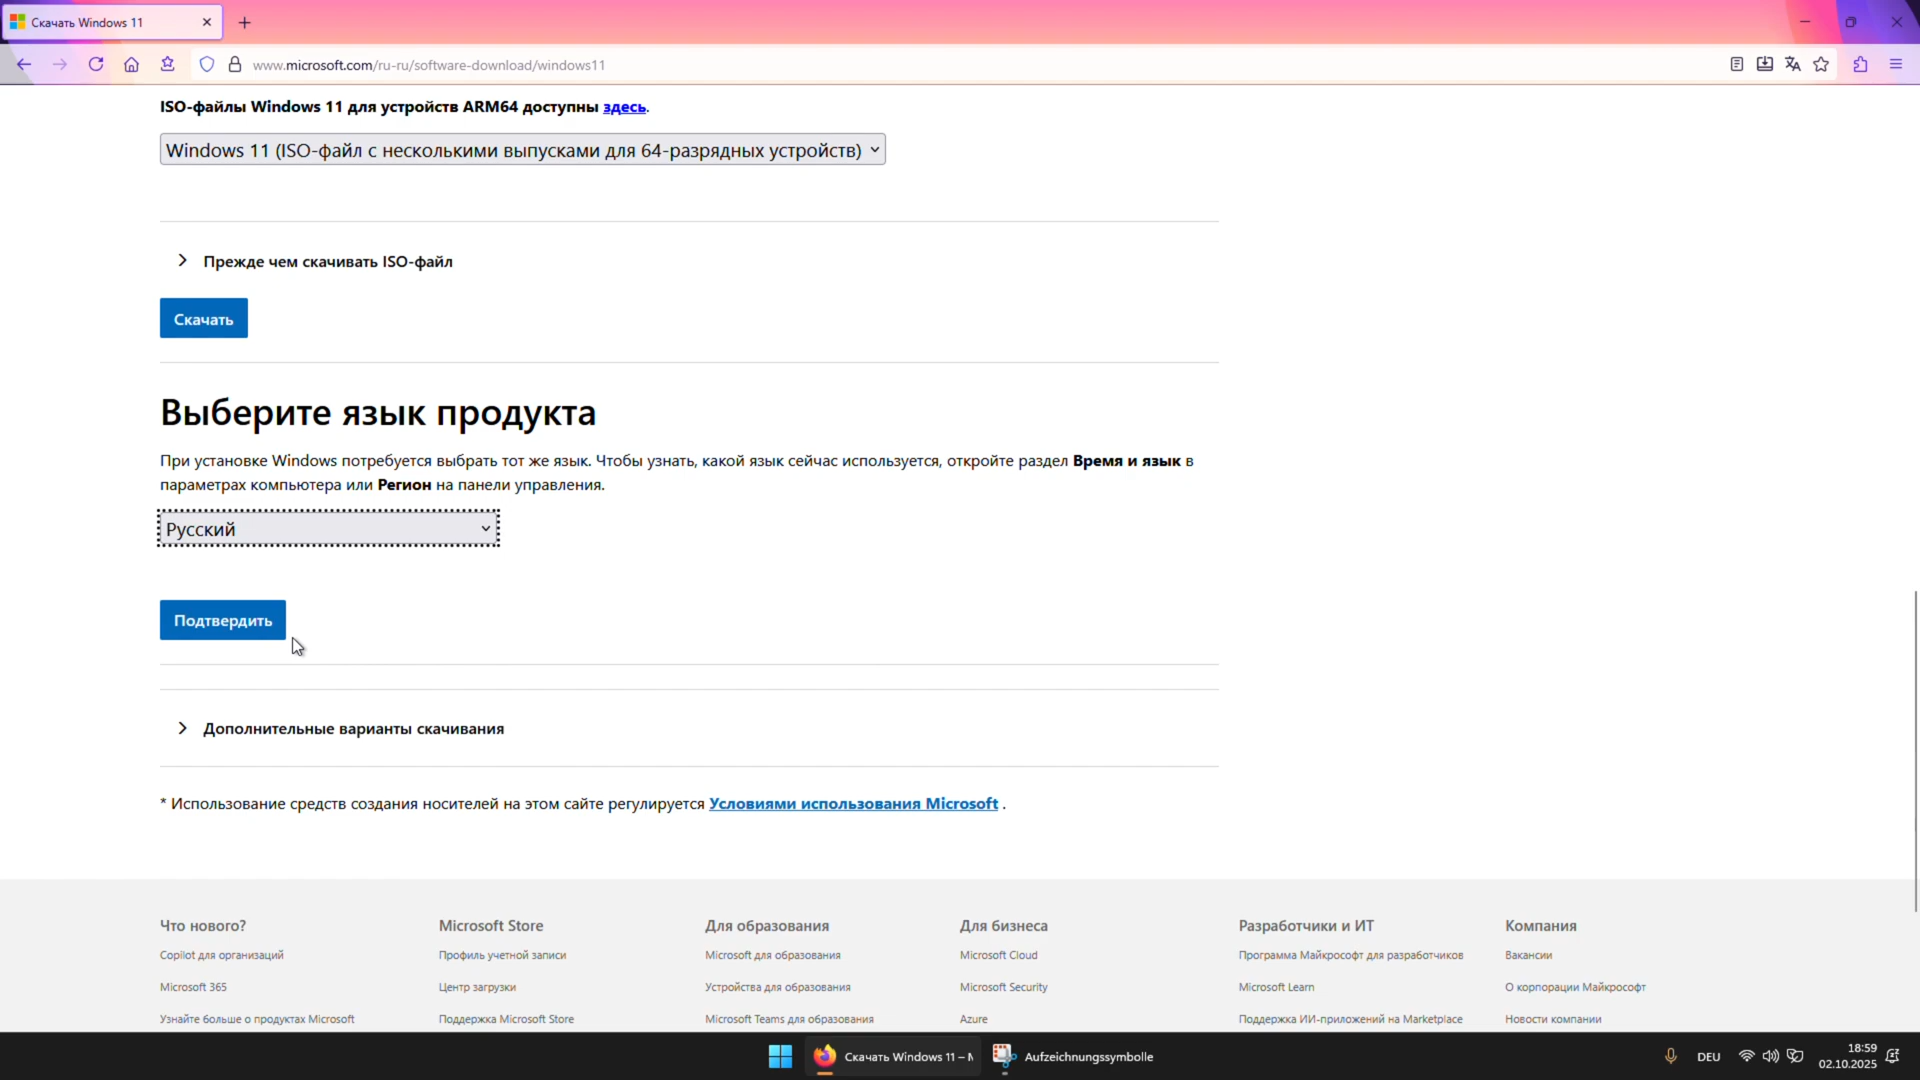 Скачать Windows 11
www.microsoft.com/ru-ru/software-download/windows11
ISO-файлы Windows 11 для устройств ARM64 доступны здесь.
Windows 11 (ISO-файл с несколькими выпусками для 64-разрядных устройств)
Прежде чем скачивать ISO-файл
Скачать
Выберите язык продукта
При установке Windows потребуется выбрать тот же язык. Чтобы узнать, какой язык сейчас используется, откройте раздел Время и язык в
параметрах компьютера или Регион на панели управления.
Русский
Подтвердить
Дополнительные варианты скачивания
* Использование средств создания носителей на этом сайте регулируется Условиями использования Microsoft .
Что нового? Microsoft Store Для образования Для бизнеса Разработчики и ИТ Компания
Copilot для организаций Профиль учетной записи Microsoft для образования Microsoft Cloud Программа Майкрософт для разработчиков Вакансии
Microsoft 365 Центр загрузки Устройства для образования Microsoft Security Microsoft Learn О корпорации Майкрософт
Узнайте больше о продуктах Microsoft Поддержка Microsoft Store Microsoft Teams для образования Azure Поддержка ИИ-приложений на Marketplace Новости компании
Скачать Windows 11 – M Aufzeichnungssymbolle DEU 18:59
02.10.2025